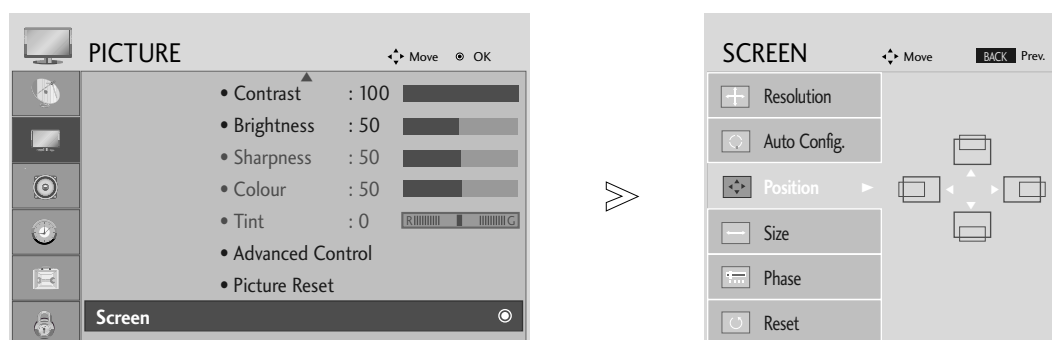 PICTURE
Move OK
• Contrast : 100
• Brightness : 50
• Sharpness : 50
• Colour : 50
• Tint : 0 R G
• Advanced Control
• Picture Reset
Screen
SCREEN
Move BACK Prev.
Resolution
Auto Config.
Position
Size
Phase
Reset